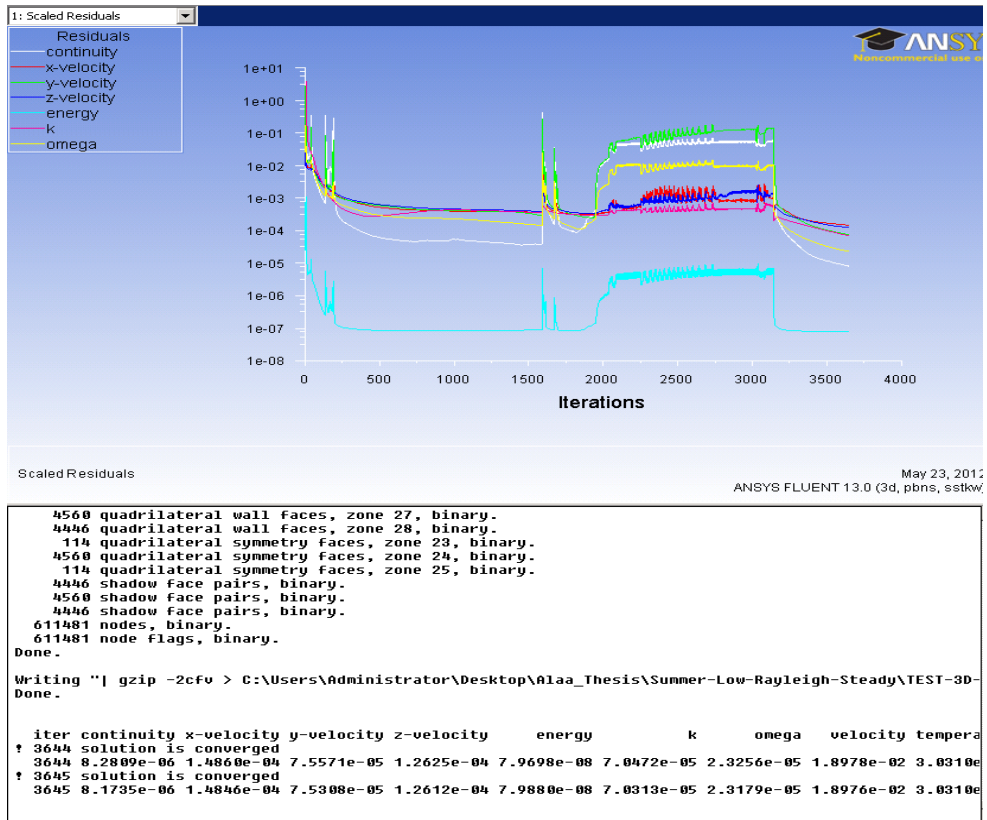 1: Scaled Residuals
Residuals
continuity
x-velocity
y-velocity
z-velocity
energy
k
omega
ANSY
Noncommercial use o
1e+01
1e+00
1e-01
1e-02
1e-03
1e-04
1e-05
1e-06
1e-07
1e-08
0 500 1000 1500 2000 2500 3000 3500 4000
Iterations
Scaled Residuals
May 23, 2012
ANSYS FLUENT 13.0 (3d, pbns, sstkw)
4560 quadrilateral wall faces, zone 27, binary.
4446 quadrilateral wall faces, zone 28, binary.
114 quadrilateral symmetry faces, zone 23, binary.
4560 quadrilateral symmetry faces, zone 24, binary.
114 quadrilateral symmetry faces, zone 25, binary.
4446 shadow face pairs, binary.
4560 shadow face pairs, binary.
4446 shadow face pairs, binary.
611481 nodes, binary.
611481 node flags, binary.
Done.
Writing "| gzip -2cfv > C:\Users\Administrator\Desktop\Alaa_Thesis\Summer-Low-Rayleigh-Steady\TEST-3D-
Done.
iter continuity x-velocity y-velocity z-velocity energy k omega velocity tempera
! 3644 solution is converged
3644 8.2809e-06 1.4860e-04 7.5571e-05 1.2625e-04 7.9698e-08 7.0472e-05 2.3256e-05 1.8978e-02 3.0310e
! 3645 solution is converged
3645 8.1735e-06 1.4846e-04 7.5308e-05 1.2612e-04 7.9880e-08 7.0313e-05 2.3179e-05 1.8976e-02 3.0310e